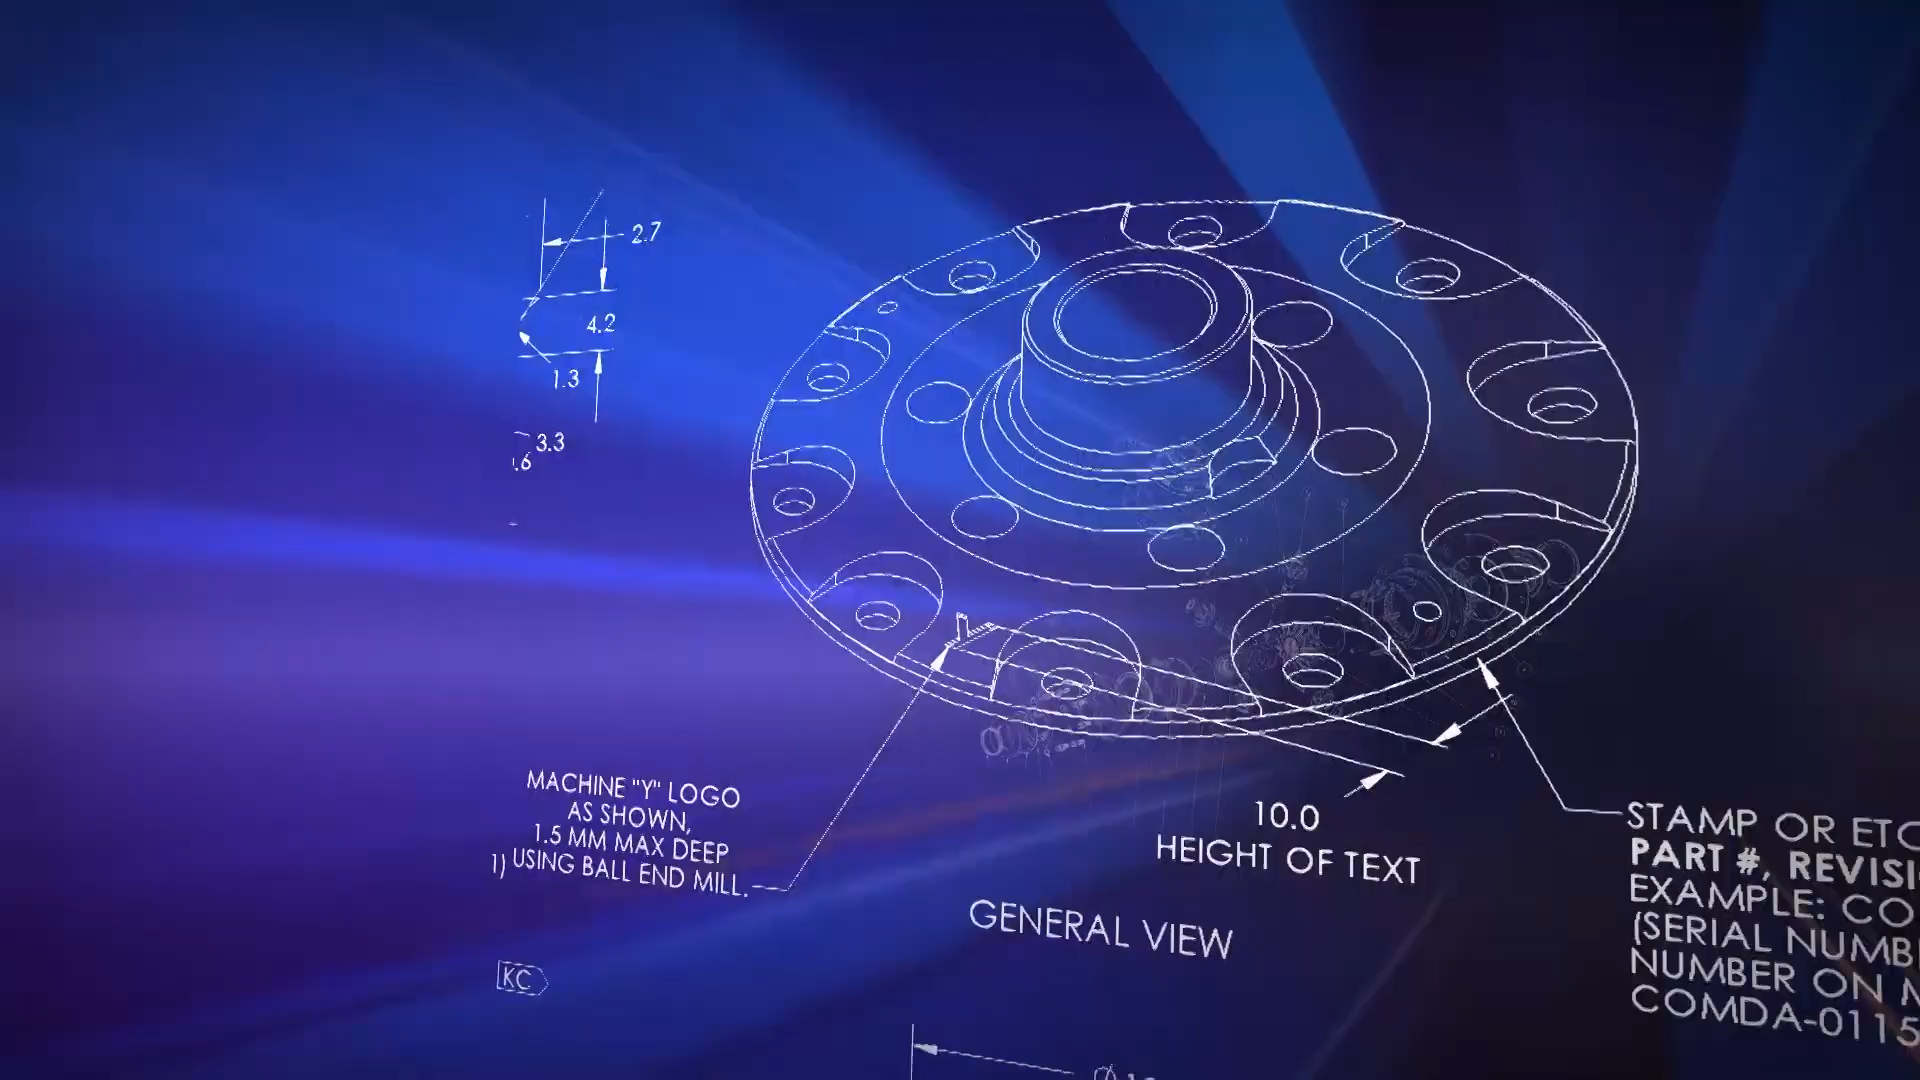 2.7
4.2
1.3
3.3
.6
MACHINE "Y" LOGO
AS SHOWN,
1.5 MM MAX DEEP
1) USING BALL END MILL.
10.0
HEIGHT OF TEXT
GENERAL VIEW
KC
STAMP OR ETC
PART #, REVISI
EXAMPLE: CO
(SERIAL NUMB
NUMBER ON M
COMDA-0115